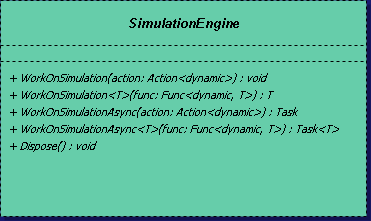 SimulationEngine
+ WorkOnSimulation(action: Action<dynamic>) : void
+ WorkOnSimulation<T>(func: Func<dynamic, T>) : T
+ WorkOnSimulationAsync(action: Action<dynamic>) : Task
+ WorkOnSimulationAsync<T>(func: Func<dynamic, T>) : Task<T>
+ Dispose() : void